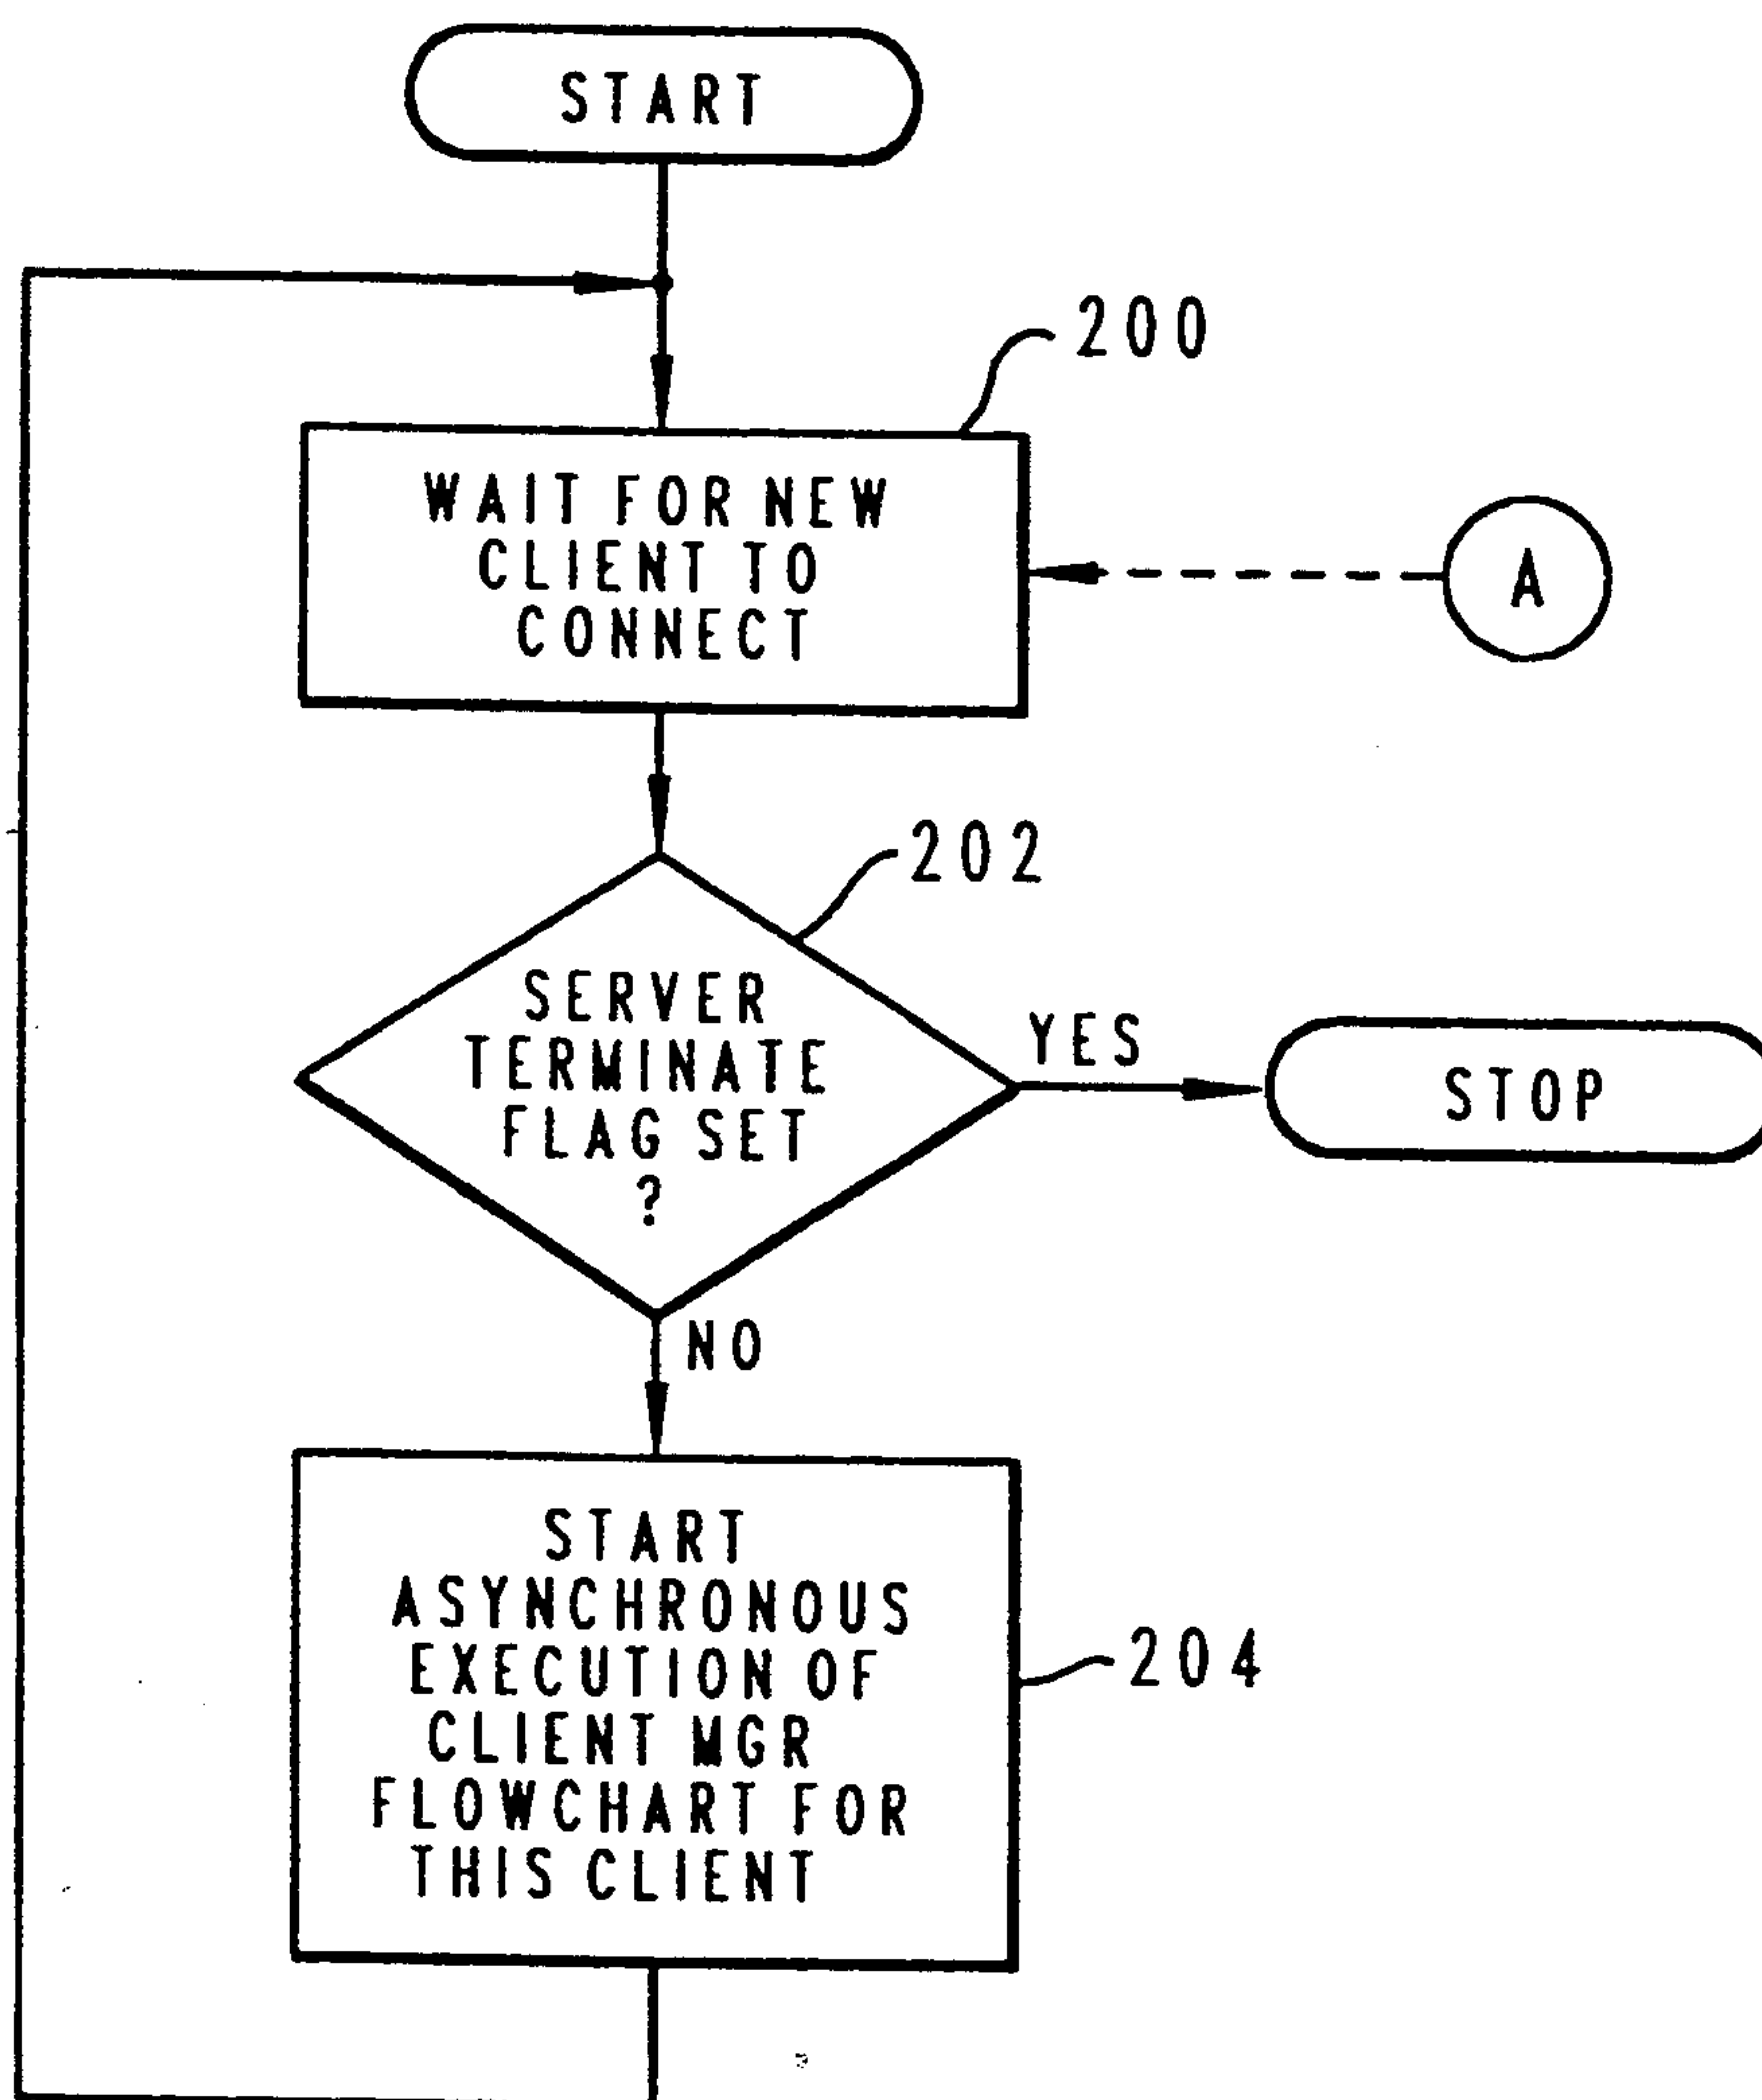 START
200
WAIT FOR NEW
CLIENT TO
CONNECT
A
202
SERVER
TERMINATE
FLAG SET
?
YES
STOP
NO
START
ASYNCHRONOUS
EXECUTION OF
CLIENT MGR
FLOWCHART FOR
THIS CLIENT
204